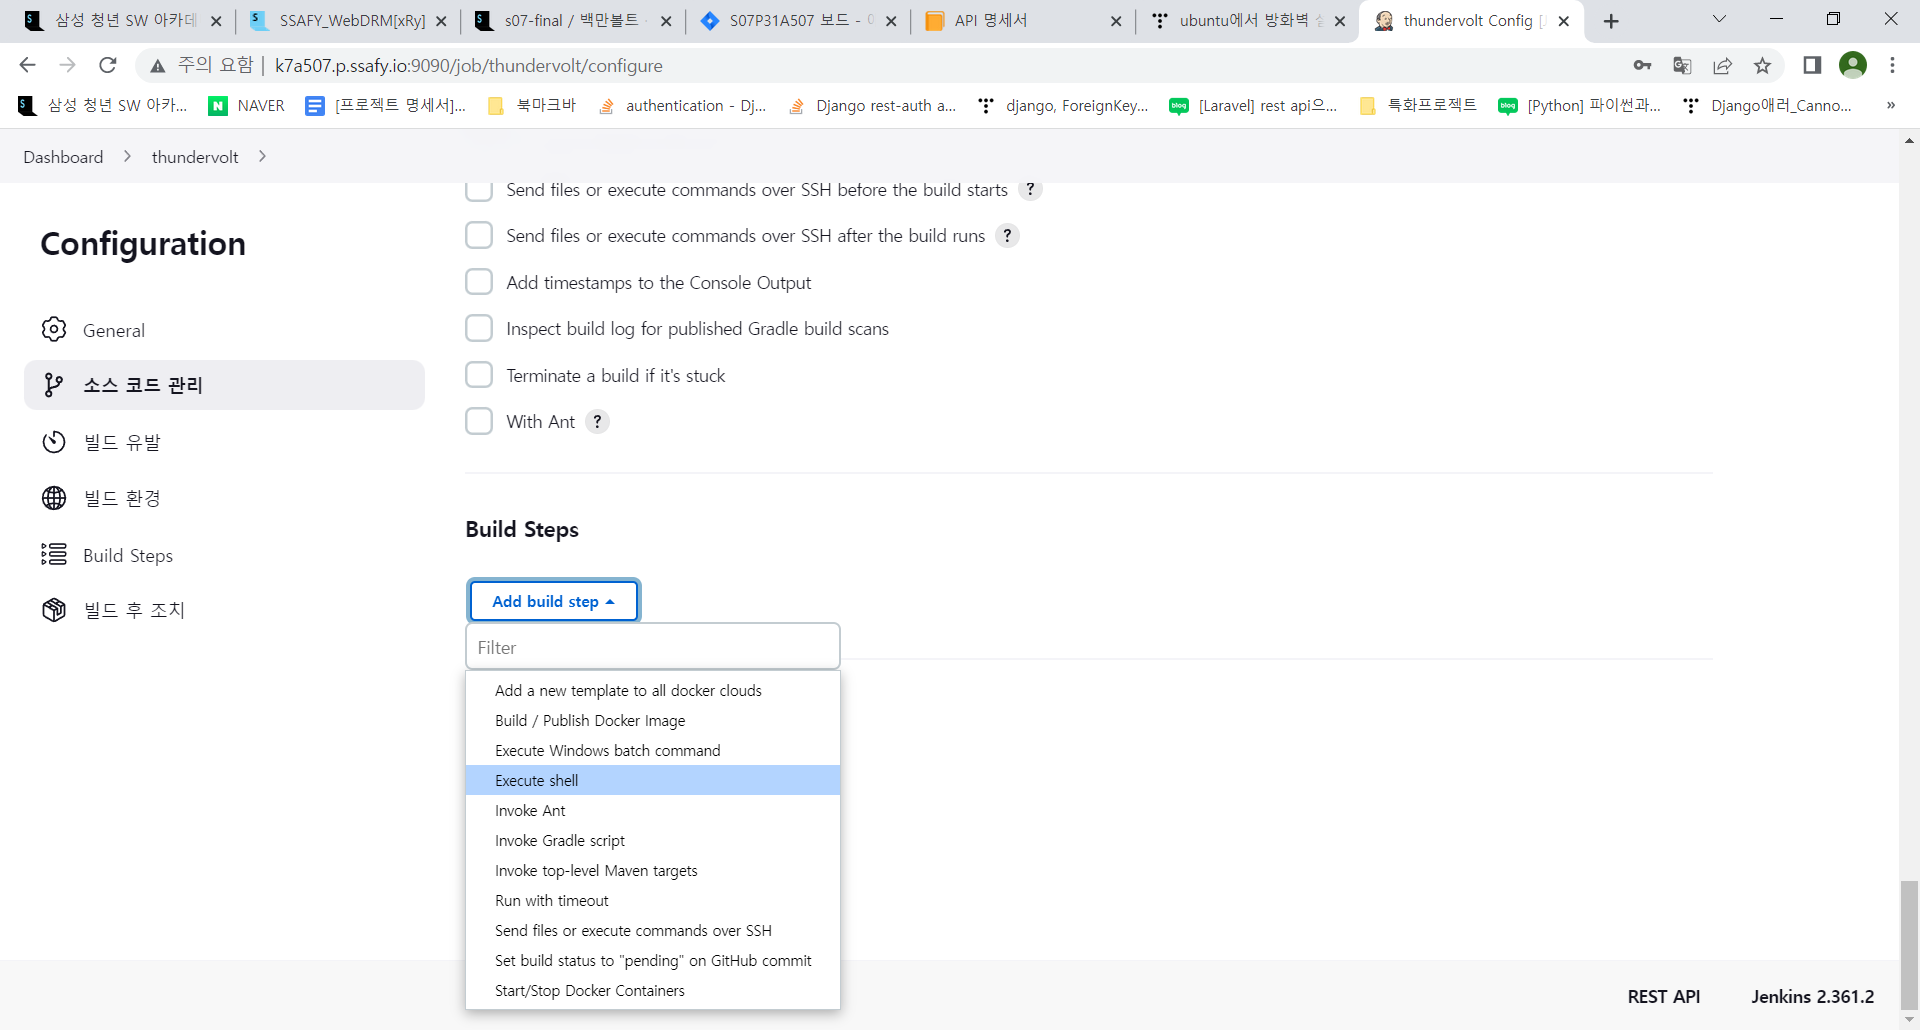 삼성 청년 SW 아카데
SSAFY_WebDRM[xRy]
s07-final / 백만볼트
S07P31A507 보드 -
API 명세서
ubuntu에서 방화벽
thundervolt Config
주의 요함 | k7a507.p.ssafy.io:9090/job/thundervolt/configure
삼성 청년 SW 아카...
NAVER
[프로젝트 명세서]...
북마크바
authentication - Dj...
Django rest-auth a...
django, ForeignKey...
[Laravel] rest api으...
특화프로젝트
[Python] 파이썬과...
Django애러_Canno...
»
Dashboard
thundervolt
Send files or execute commands over SSH before the build starts ?
Configuration
Send files or execute commands over SSH after the build runs ?
Add timestamps to the Console Output
General
Inspect build log for published Gradle build scans
소스 코드 관리
Terminate a build if it's stuck
With Ant ?
빌드 유발
빌드 환경
Build Steps
빌드 후 조치
Build Steps
Add build step
Filter
Add a new template to all docker clouds
Build / Publish Docker Image
Execute Windows batch command
Execute shell
Invoke Ant
Invoke Gradle script
Invoke top-level Maven targets
Run with timeout
Send files or execute commands over SSH
Set build status to "pending" on GitHub commit
Start/Stop Docker Containers
REST API
Jenkins 2.361.2